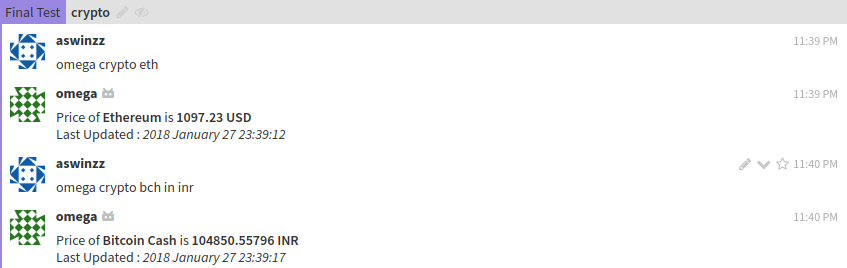 Final Test crypto
aswinzz 11:39 PM
omega crypto eth
omega 11:39 PM
Price of Ethereum is 1097.23 USD
Last Updated : 2018 January 27 23:39:12
aswinzz 11:40 PM
omega crypto bch in inr
omega 11:40 PM
Price of Bitcoin Cash is 104850.55796 INR
Last Updated : 2018 January 27 23:39:17